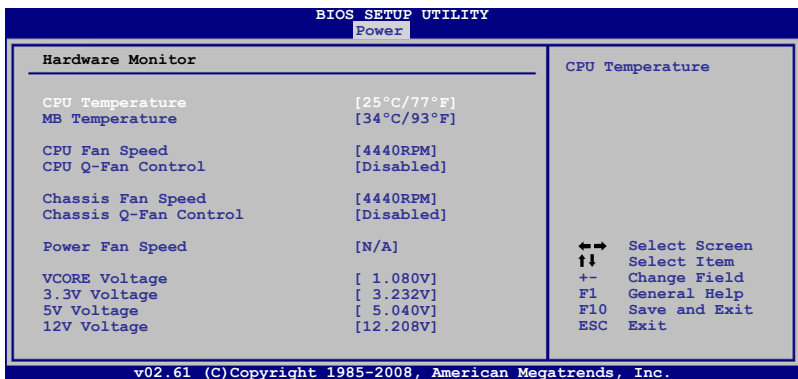 BIOS SETUP UTILITY
Power
Hardware Monitor
CPU Temperature [25°C/77°F]
MB Temperature [34°C/93°F]
CPU Fan Speed [4440RPM]
CPU Q-Fan Control [Disabled]
Chassis Fan Speed [4440RPM]
Chassis Q-Fan Control [Disabled]
Power Fan Speed [N/A]
VCORE Voltage [ 1.080V]
3.3V Voltage [ 3.232V]
5V Voltage [ 5.040V]
12V Voltage [12.208V]
CPU Temperature
←→ Select Screen
↑↓ Select Item
+- Change Field
F1 General Help
F10 Save and Exit
ESC Exit
v02.61 (C)Copyright 1985-2008, American Megatrends, Inc.